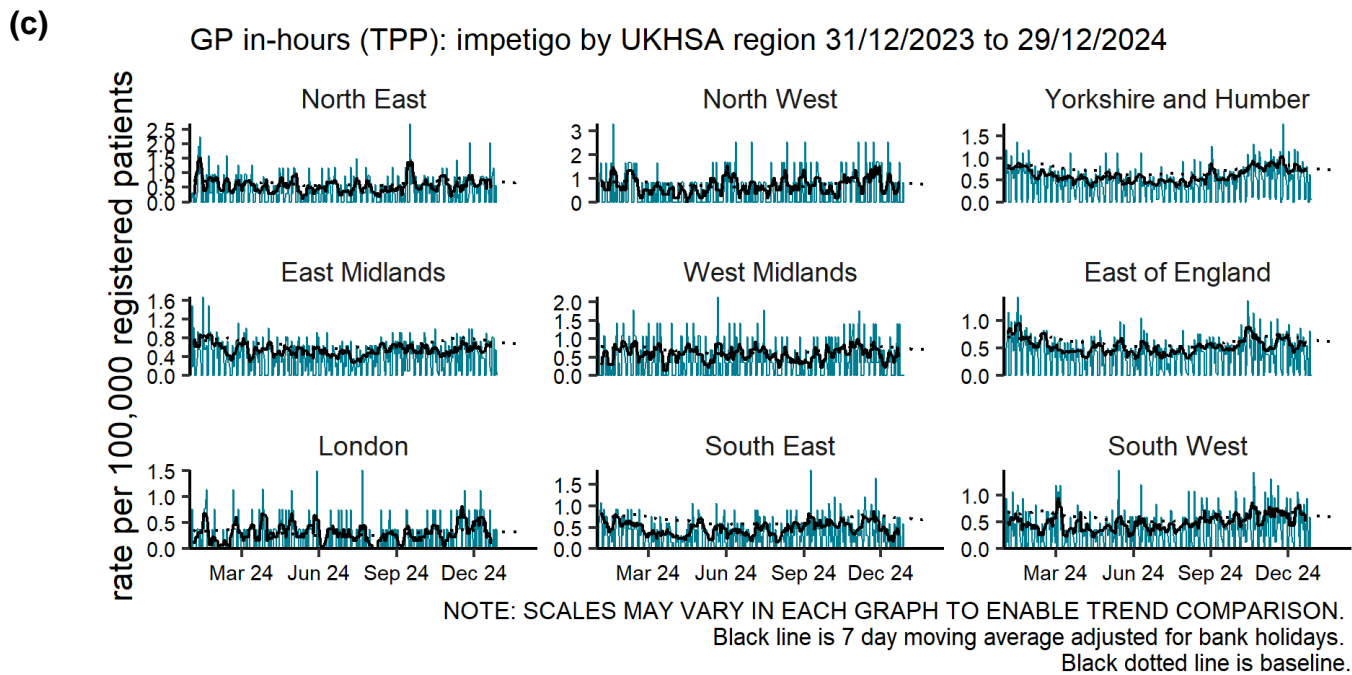 (c)
GP in-hours (TPP): impetigo by UKHSA region 31/12/2023 to 29/12/2024
rate per 100,000 registered patients
North East
2.5
2.0
1.5
1.0
0.5
0.0
North West
3
2
1
0
Yorkshire and Humber
1.5
1.0
0.5
0.0
East Midlands
1.6
1.2
0.8
0.4
0.0
West Midlands
2.0
1.5
1.0
0.5
0.0
East of England
1.0
0.5
0.0
London
1.5
1.0
0.5
0.0
Mar 24 Jun 24 Sep 24 Dec 24
South East
1.5
1.0
0.5
0.0
Mar 24 Jun 24 Sep 24 Dec 24
South West
1.0
0.5
0.0
Mar 24 Jun 24 Sep 24 Dec 24
NOTE: SCALES MAY VARY IN EACH GRAPH TO ENABLE TREND COMPARISON.
Black line is 7 day moving average adjusted for bank holidays.
Black dotted line is baseline.